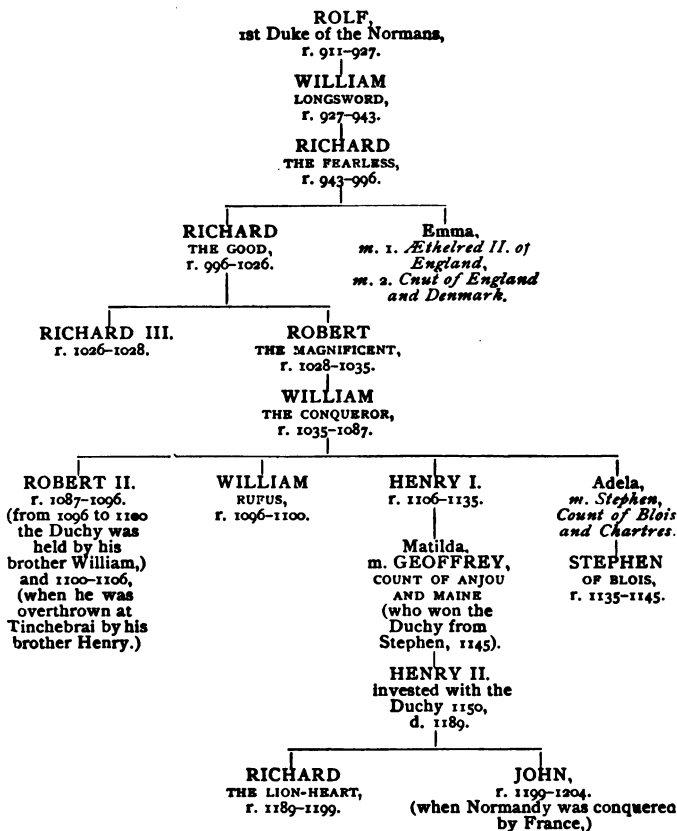 ROLF,
1st Duke of the Normans,
r. 911–927.
WILLIAM
LONGSWORD,
r. 927–943.
RICHARD
THE FEARLESS,
r. 943–996.
RICHARD
THE GOOD,
r. 996–1026.
Emma,
m. 1. Æthelred II. of
England,
m. 2. Cnut of England
and Denmark.
RICHARD III.
r. 1026–1028.
ROBERT
THE MAGNIFICENT,
r. 1028–1035.
WILLIAM
THE CONQUEROR,
r. 1035–1087.
ROBERT II.
r. 1087–1096.
(from 1096 to 1100
the Duchy was
held by his
brother William,)
and 1100–1106,
(when he was
overthrown at
Tinchebrai by his
brother Henry.)
WILLIAM
RUFUS,
r. 1096–1100.
HENRY I.
r. 1106–1135.
Matilda,
m. GEOFFREY,
COUNT OF ANJOU
AND MAINE
(who won the
Duchy from
Stephen, 1145).
Adela,
m. Stephen,
Count of Blois
and Chartres.
STEPHEN
OF BLOIS,
r. 1135–1145.
HENRY II.
invested with the
Duchy 1150,
d. 1189.
RICHARD
THE LION-HEART,
r. 1189–1199.
JOHN,
r. 1199–1204.
(when Normandy was conquered
by France,)